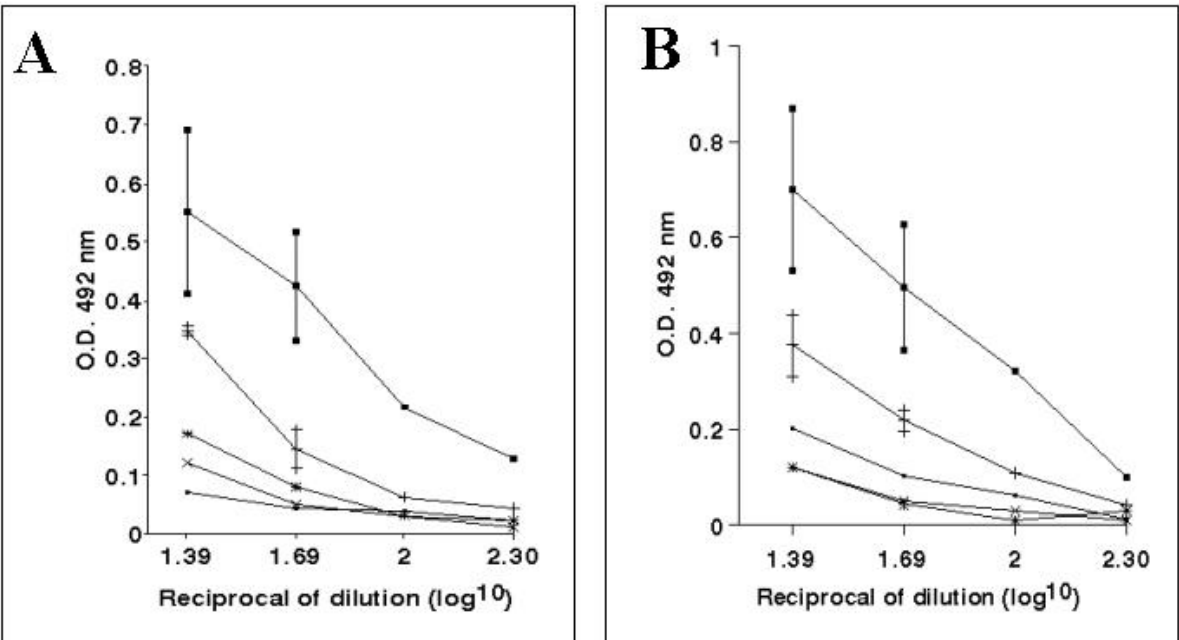 A
0.8
0.7
0.6
0.5
0.4
0.3
0.2
0.1
0
O.D. 492 nm
1.39 1.69 2 2.30
Reciprocal of dilution (log10)
B
1
0.8
0.6
0.4
0.2
0
O.D. 492 nm
1.39 1.69 2 2.30
Reciprocal of dilution (log10)